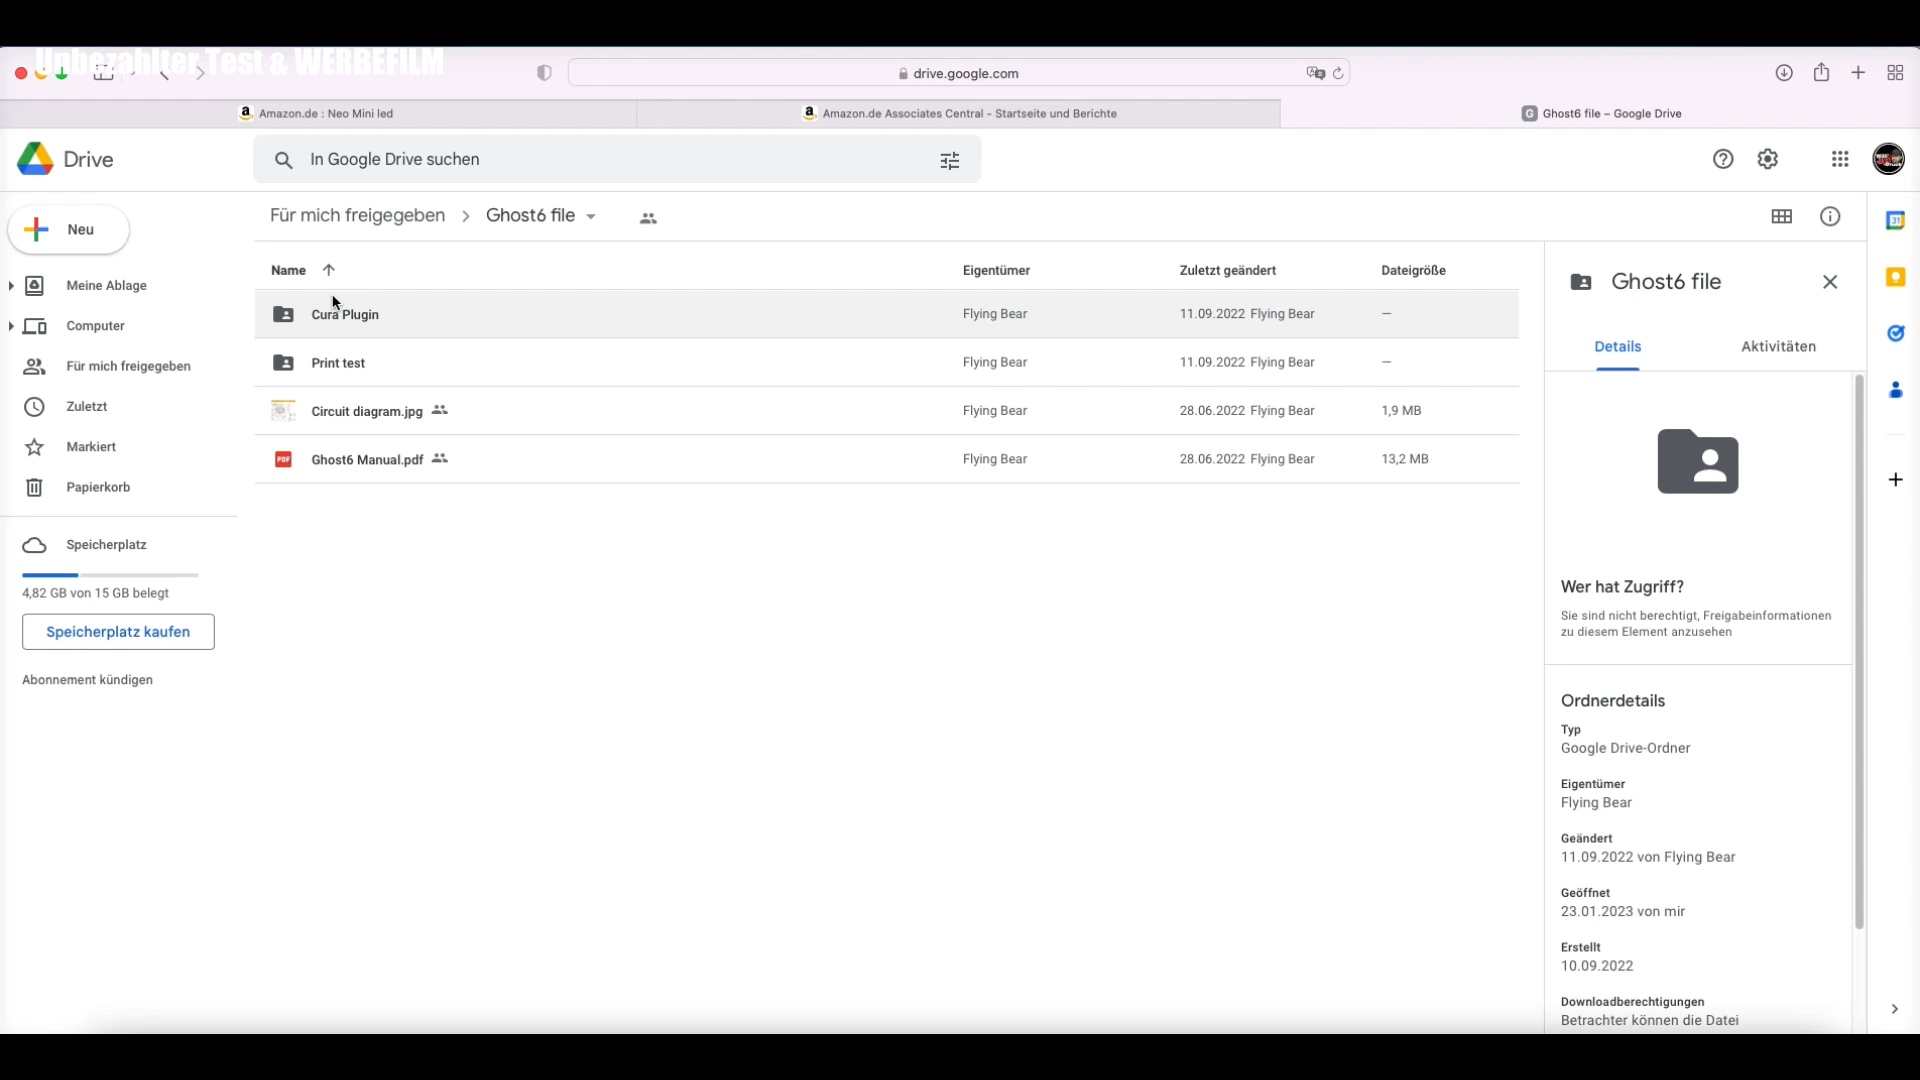 Unbezahlter Test & WERBEFILM
drive.google.com
Amazon.de : Neo Mini led
Amazon.de Associates Central - Startseite und Berichte
Ghost6 file – Google Drive
Drive
In Google Drive suchen
Neu
Für mich freigegeben
Ghost6 file
Name
Eigentümer
Zuletzt geändert
Dateigröße
Cura Plugin
Flying Bear
11.09.2022 Flying Bear
—
Print test
Flying Bear
11.09.2022 Flying Bear
—
Circuit diagram.jpg
Flying Bear
28.06.2022 Flying Bear
1,9 MB
PDF
Ghost6 Manual.pdf
Flying Bear
28.06.2022 Flying Bear
13,2 MB
Meine Ablage
Computer
Für mich freigegeben
Zuletzt
Markiert
Papierkorb
Speicherplatz
4,82 GB von 15 GB belegt
Speicherplatz kaufen
Abonnement kündigen
Ghost6 file
Details
Aktivitäten
Wer hat Zugriff?
Sie sind nicht berechtigt, Freigabeinformationen
zu diesem Element anzusehen
Ordnerdetails
Typ
Google Drive-Ordner
Eigentümer
Flying Bear
Geändert
11.09.2022 von Flying Bear
Geöffnet
23.01.2023 von mir
Erstellt
10.09.2022
Downloadberechtigungen
Betrachter können die Datei
31